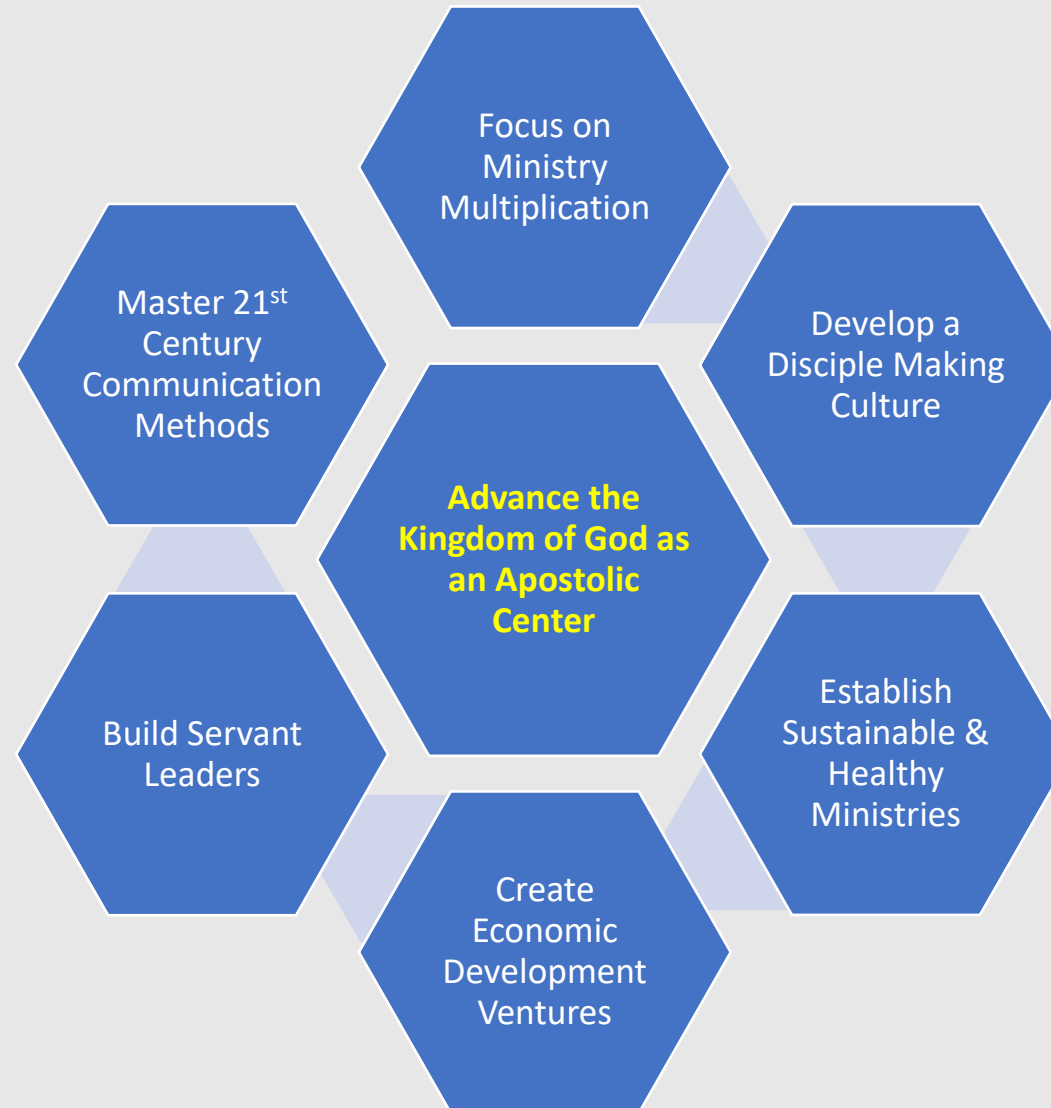 Focus on
Ministry
Multiplication
Develop a
Disciple Making
Culture
Establish
Sustainable &
Healthy
Ministries
Create
Economic
Development
Ventures
Build Servant
Leaders
Master 21st
Century
Communication
Methods
Advance the
Kingdom of God as
an Apostolic
Center